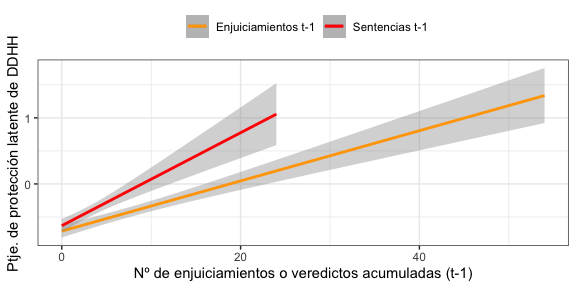 Enjuiciamientos t-1 Sentencias t-1
Ptje. de protección latente de DDHH
1
0
0 20 40
Nº de enjuiciamientos o veredictos acumuladas (t-1)